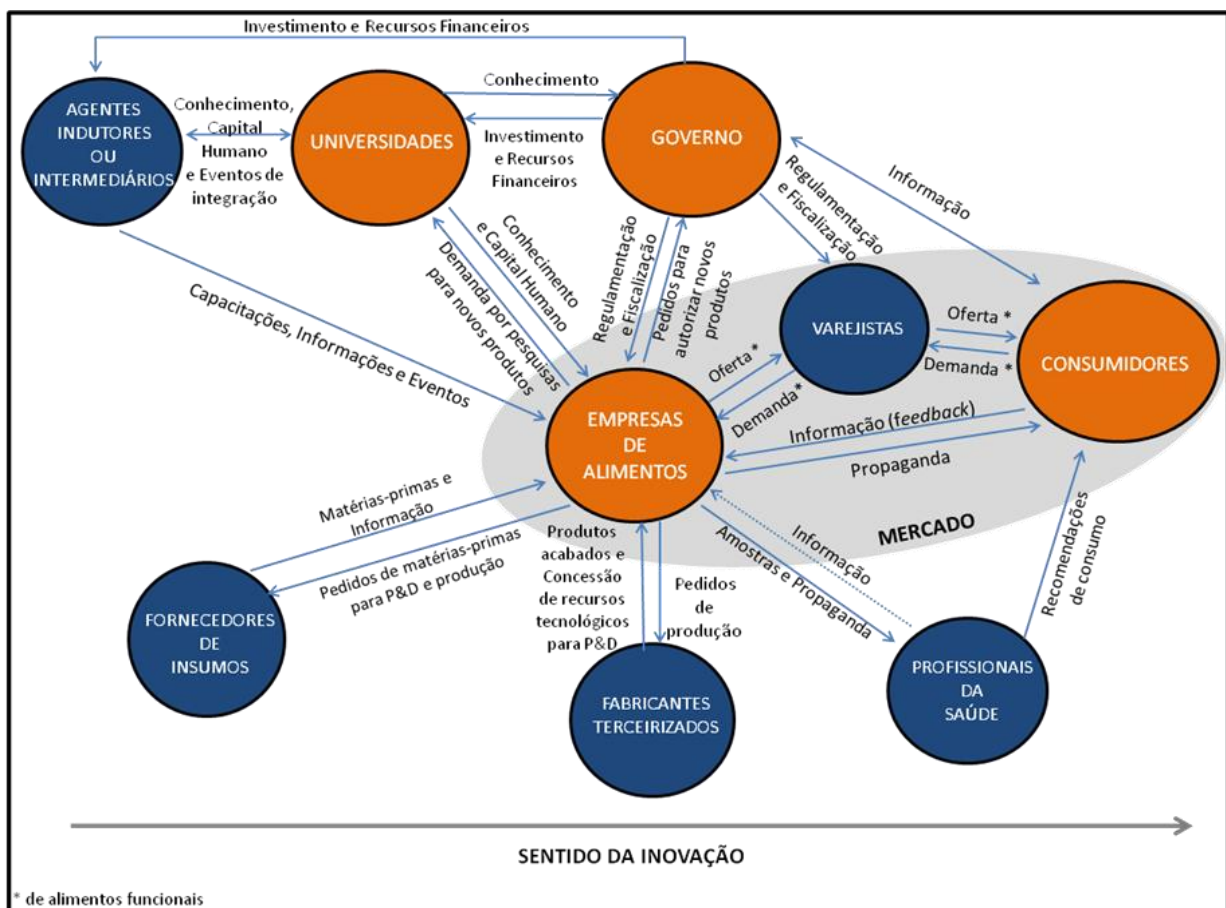 Investimento e Recursos Financeiros
AGENTES
INDUTORES
OU
INTERMEDIÁRIOS
Conhecimento,
Capital
Humano
e Eventos de
integração
UNIVERSIDADES
Conhecimento
Investimento
e Recursos
Financeiros
GOVERNO
Informação
Regulamentação
e Fiscalização
Capacitações, Informações e Eventos
Conhecimento
e Capital Humano
Demanda por pesquisas
para novos produtos
Regulamentação
e Fiscalização
Pedidos para
autorizar novos
produtos
VAREJISTAS
Oferta *
Demanda *
CONSUMIDORES
Oferta *
Demanda*
EMPRESAS
DE
ALIMENTOS
Informação (feedback)
Propaganda
MERCADO
Matérias-primas e
Informação
Pedidos de matérias-primas
para P&D e produção
FORNECEDORES
DE
INSUMOS
Produtos
acabados e
Concessão
de recursos
tecnológicos
para P&D
Pedidos
de
produção
Informação
Amostras e Propaganda
Recomendações
de consumo
FABRICANTES
TERCEIRIZADOS
PROFISSIONAIS
DA
SAÚDE
SENTIDO DA INOVAÇÃO
* de alimentos funcionais